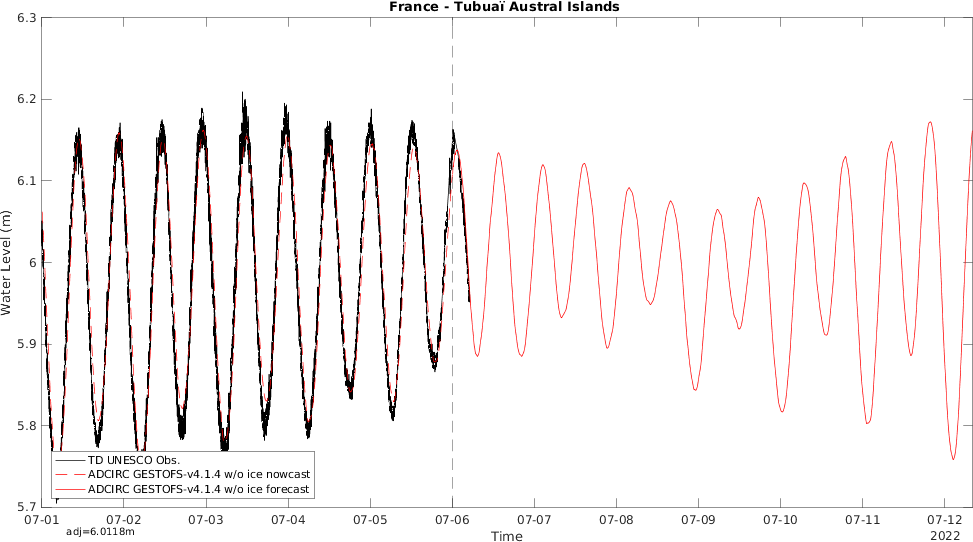 France - Tubuaï Austral Islands
6.3
6.2
6.1
6
5.9
5.8
5.7
Water Level (m)
TD UNESCO Obs.
ADCIRC GESTOFS-v4.1.4 w/o ice nowcast
ADCIRC GESTOFS-v4.1.4 w/o ice forecast
07-01 07-02 07-03 07-04 07-05 07-06 07-07 07-08 07-09 07-10 07-11 07-12
adj=6.0118m
Time
2022